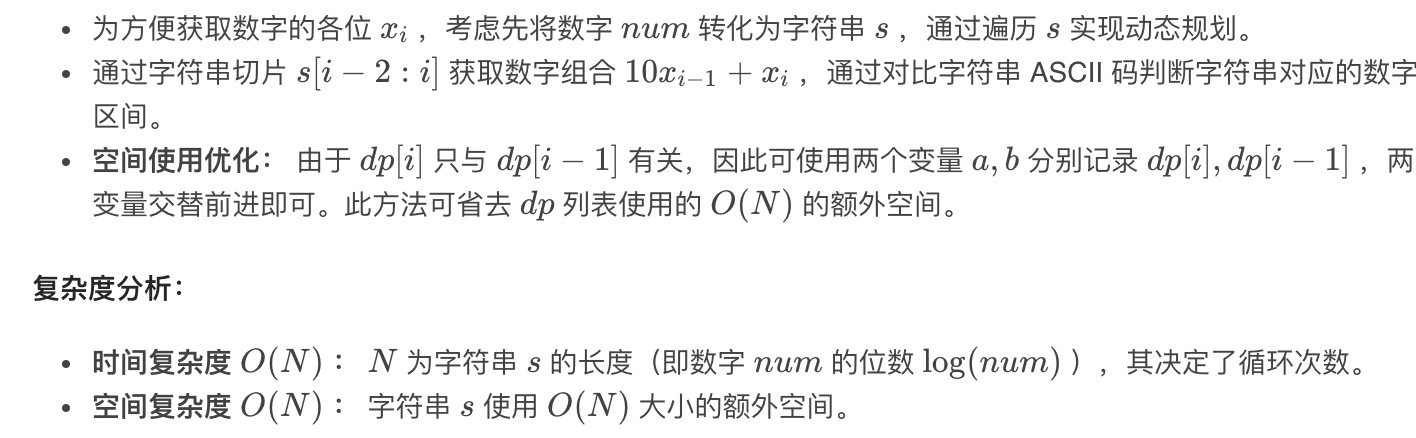 • 为方便获取数字的各位 xᵢ ，考虑先将数字 num 转化为字符串 s ，通过遍历 s 实现动态规划。
• 通过字符串切片 s[i − 2 : i] 获取数字组合 10xᵢ₋₁ + xᵢ ，通过对比字符串 ASCII 码判断字符串对应的数字
区间。
• 空间使用优化： 由于 dp[i] 只与 dp[i − 1] 有关，因此可使用两个变量 a, b 分别记录 dp[i], dp[i − 1] ，两
变量交替前进即可。此方法可省去 dp 列表使用的 O(N) 的额外空间。
复杂度分析：
• 时间复杂度 O(N)： N 为字符串 s 的长度（即数字 num 的位数 log(num) ），其决定了循环次数。
• 空间复杂度 O(N)： 字符串 s 使用 O(N) 大小的额外空间。